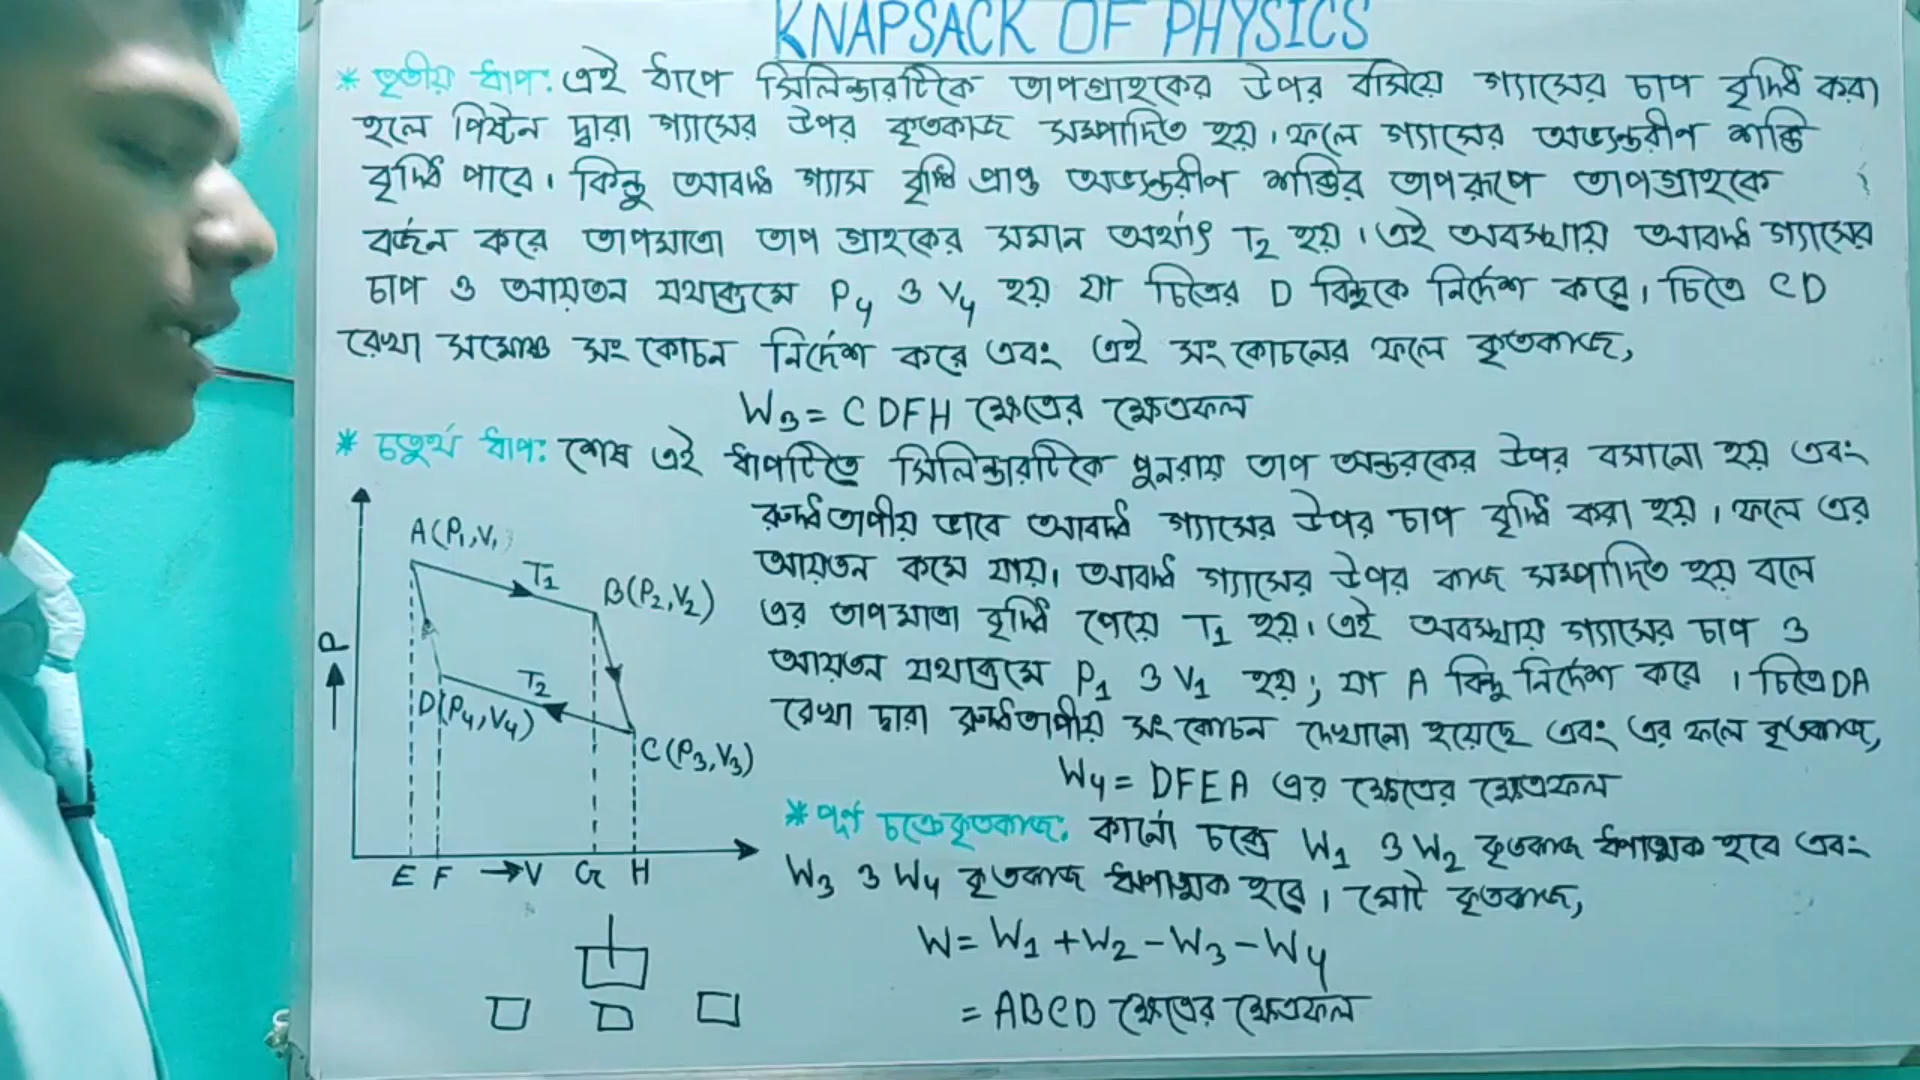 KNAPSACK OF PHYSICS
* তৃতীয় ধাপ: এই ধাপে সিলিন্ডারটিকে তাপগ্রাহকের উপর বসিয়ে গ্যাসের চাপ বৃদ্ধি করা
হলে পিষ্টন দ্বারা গ্যাসের উপর কৃতকাজ সম্পাদিত হয়। ফলে গ্যাসের অভ্যন্তরীণ শক্তি
বৃদ্ধি পাবে। কিন্তু আবদ্ধ গ্যাস বৃদ্ধি প্রাপ্ত অভ্যন্তরীণ শক্তির তাপরূপে তাপগ্রাহকে
বর্জন করে তাপমাত্রা তাপ গ্রাহকের সমান অর্থাৎ T₂ হয়। এই অবস্থায় আবদ্ধ গ্যাসের
চাপ ও আয়তন যথাক্রমে P₄ ও V₄ হয় যা চিত্রের D বিন্দুকে নির্দেশ করে। চিত্রে CD
রেখা সমোষ্ণ সংকোচন নির্দেশ করে এবং এই সংকোচনের ফলে কৃতকাজ,
W₃ = CDFH ক্ষেত্রের ক্ষেত্রফল
* চতুর্থ ধাপ: শেষ এই ধাপটিতে সিলিন্ডারটিকে পুনরায় তাপ অন্তরকের উপর বসানো হয় এবং
রুদ্ধতাপীয় ভাবে আবদ্ধ গ্যাসের উপর চাপ বৃদ্ধি করা হয়। ফলে এর
আয়তন কমে যায়। আবদ্ধ গ্যাসের উপর কাজ সম্পাদিত হয় বলে
এর তাপমাত্রা বৃদ্ধি পেয়ে T₁ হয়। এই অবস্থায় গ্যাসের চাপ ও
আয়তন যথাক্রমে P₁ ও V₁ হয়; যা A বিন্দু নির্দেশ করে। চিত্রে DA
রেখা দ্বারা রুদ্ধতাপীয় সংকোচন দেখানো হয়েছে এবং এর ফলে কৃতকাজ,
W₄ = DFEA এর ক্ষেত্রের ক্ষেত্রফল
* পূর্ণ চক্রে কৃতকাজ: কার্নো চক্রে W₁ ও W₂ কৃতকাজ ধনাত্মক হবে এবং
W₃ ও W₄ কৃতকাজ ঋণাত্মক হবে। মোট কৃতকাজ,
W = W₁ + W₂ - W₃ - W₄
= ABCD ক্ষেত্রের ক্ষেত্রফল
A(P₁,V₁)
T₁
B(P₂,V₂)
P
T₂
D(P₄,V₄)
C(P₃,V₃)
E F →V G H